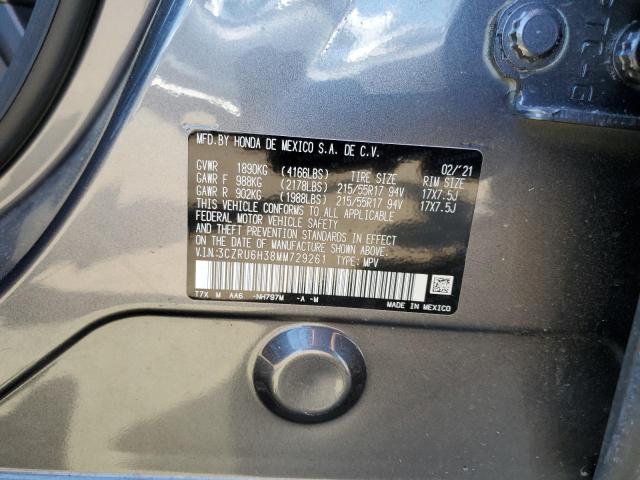 MFD.BY HONDA DE MEXICO S.A. DE C.V.
02/'21
GVWR 1890KG (4166LBS) TIRE SIZE RIM SIZE
GAWR F 988KG (2178LBS) 215/55R17 94V 17X7.5J
GAWR R 902KG (1988LBS) 215/55R17 94V 17X7.5J
THIS VEHICLE CONFORMS TO ALL APPLICABLE
FEDERAL MOTOR VEHICLE SAFETY, BUMPER,
AND THEFT PREVENTION STANDARDS IN EFFECT
ON THE DATE OF MANUFACTURE SHOWN ABOVE.
V.I.N:3CZRU6H38MM729261 TYPE: MPV
T7X M AA6 -NH797M -A -M
MADE IN MEXICO